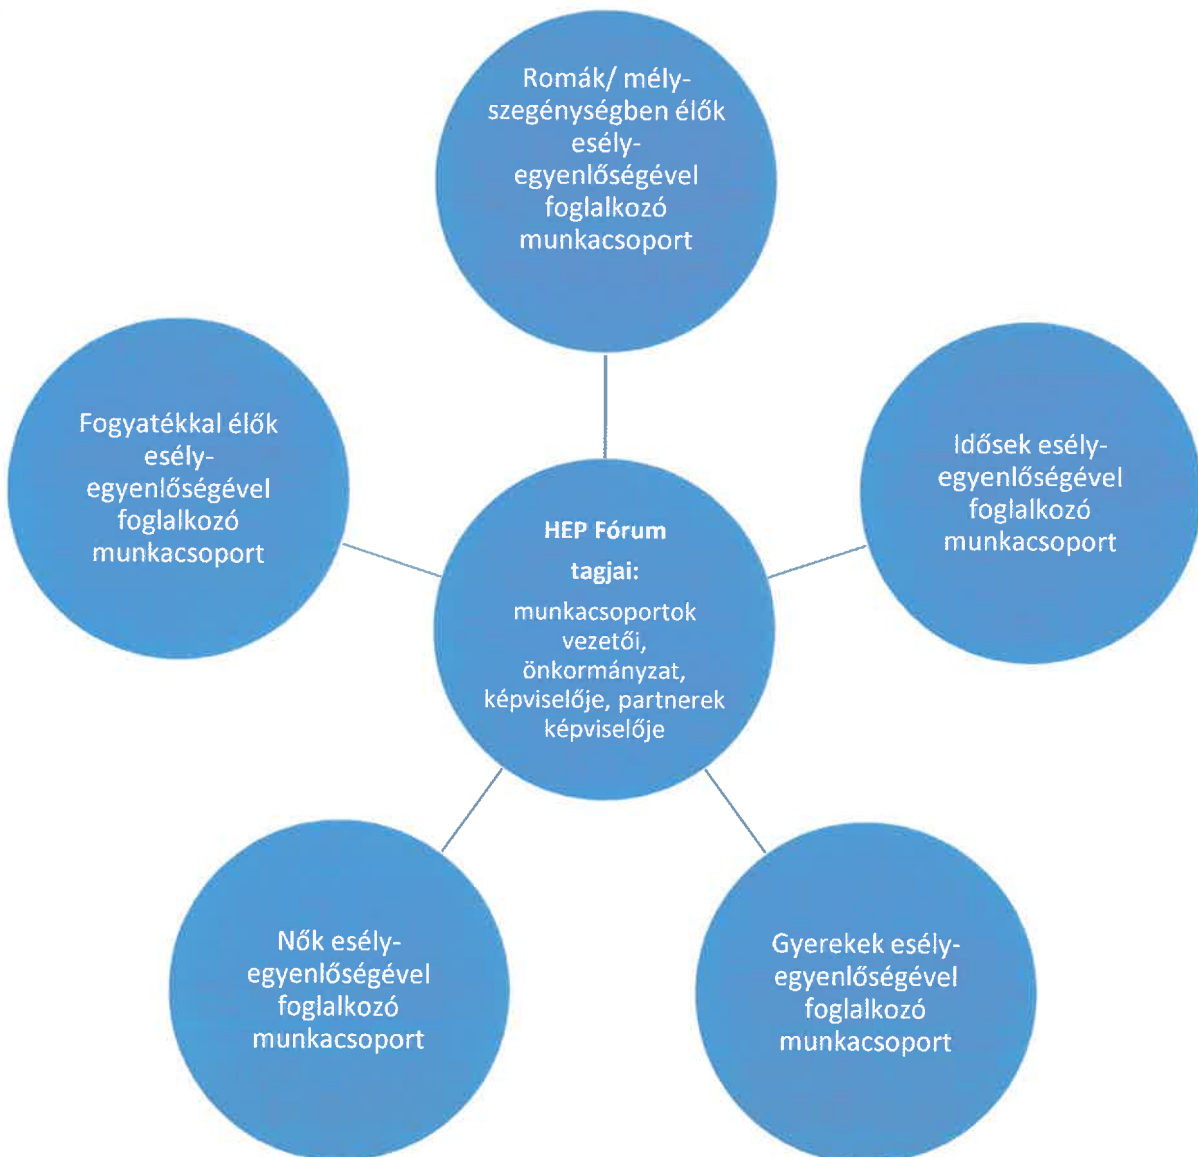 Romák/ mély-
szegénységben élők
esély-
egyenlőségével
foglalkozó
munkacsoport
Fogyatékkal élők
esély-
egyenlőségével
foglalkozó
munkacsoport
Idősek esély-
egyenlőségével
foglalkozó
munkacsoport
HEP Fórum
tagjai:
munkacsoportok
vezetői,
önkormányzat,
képviselője, partnerek
képviselője
Nők esély-
egyenlőségével
foglalkozó
munkacsoport
Gyerekek esély-
egyenlőségével
foglalkozó
munkacsoport